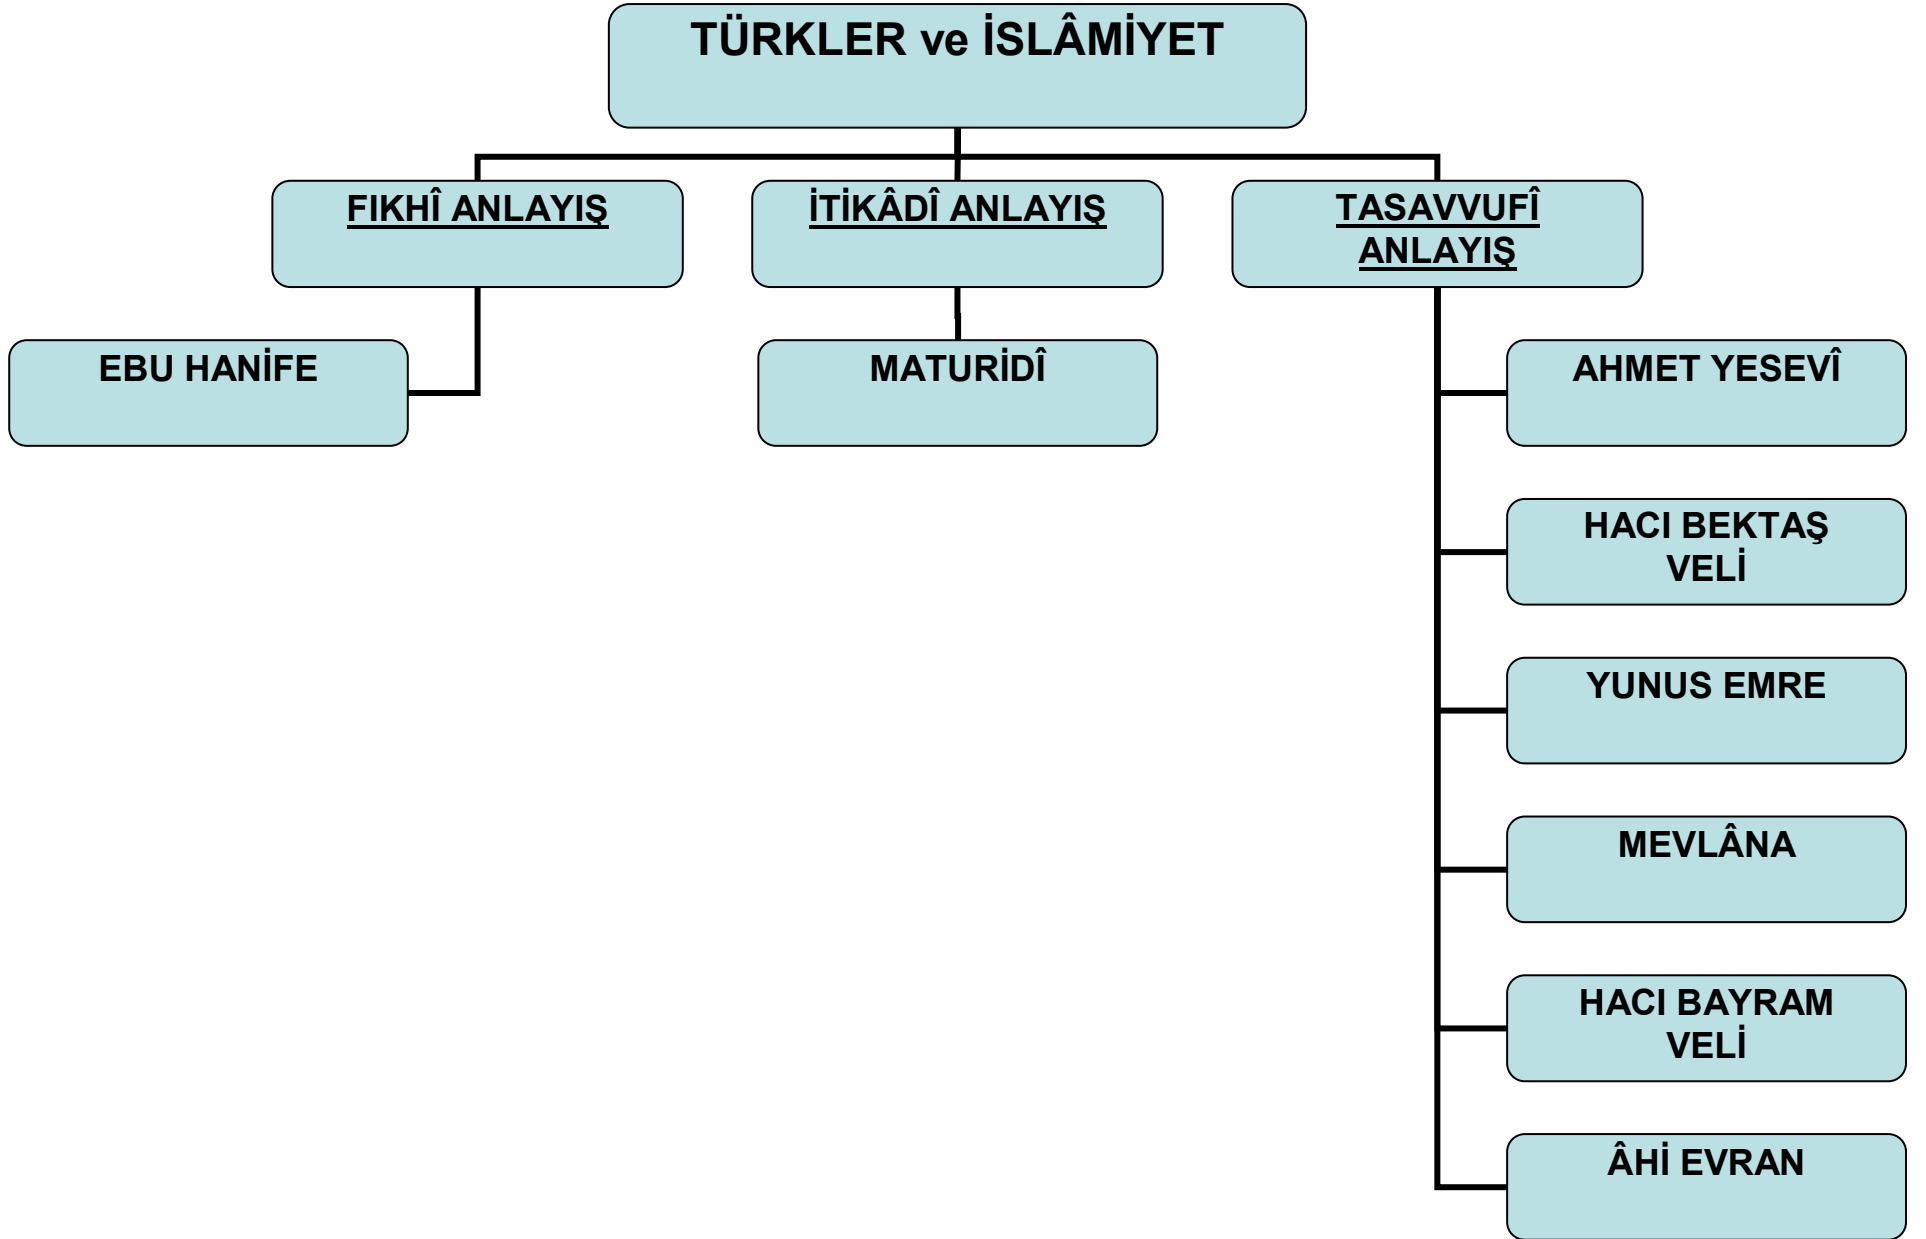 TÜRKLER ve İSLÂMİYET
FIKHÎ ANLAYIŞ
İTİKÂDÎ ANLAYIŞ
TASAVVUFÎ
ANLAYIŞ
EBU HANİFE
MATURİDÎ
AHMET YESEVÎ
HACI BEKTAŞ
VELİ
YUNUS EMRE
MEVLÂNA
HACI BAYRAM
VELİ
ÂHİ EVRAN